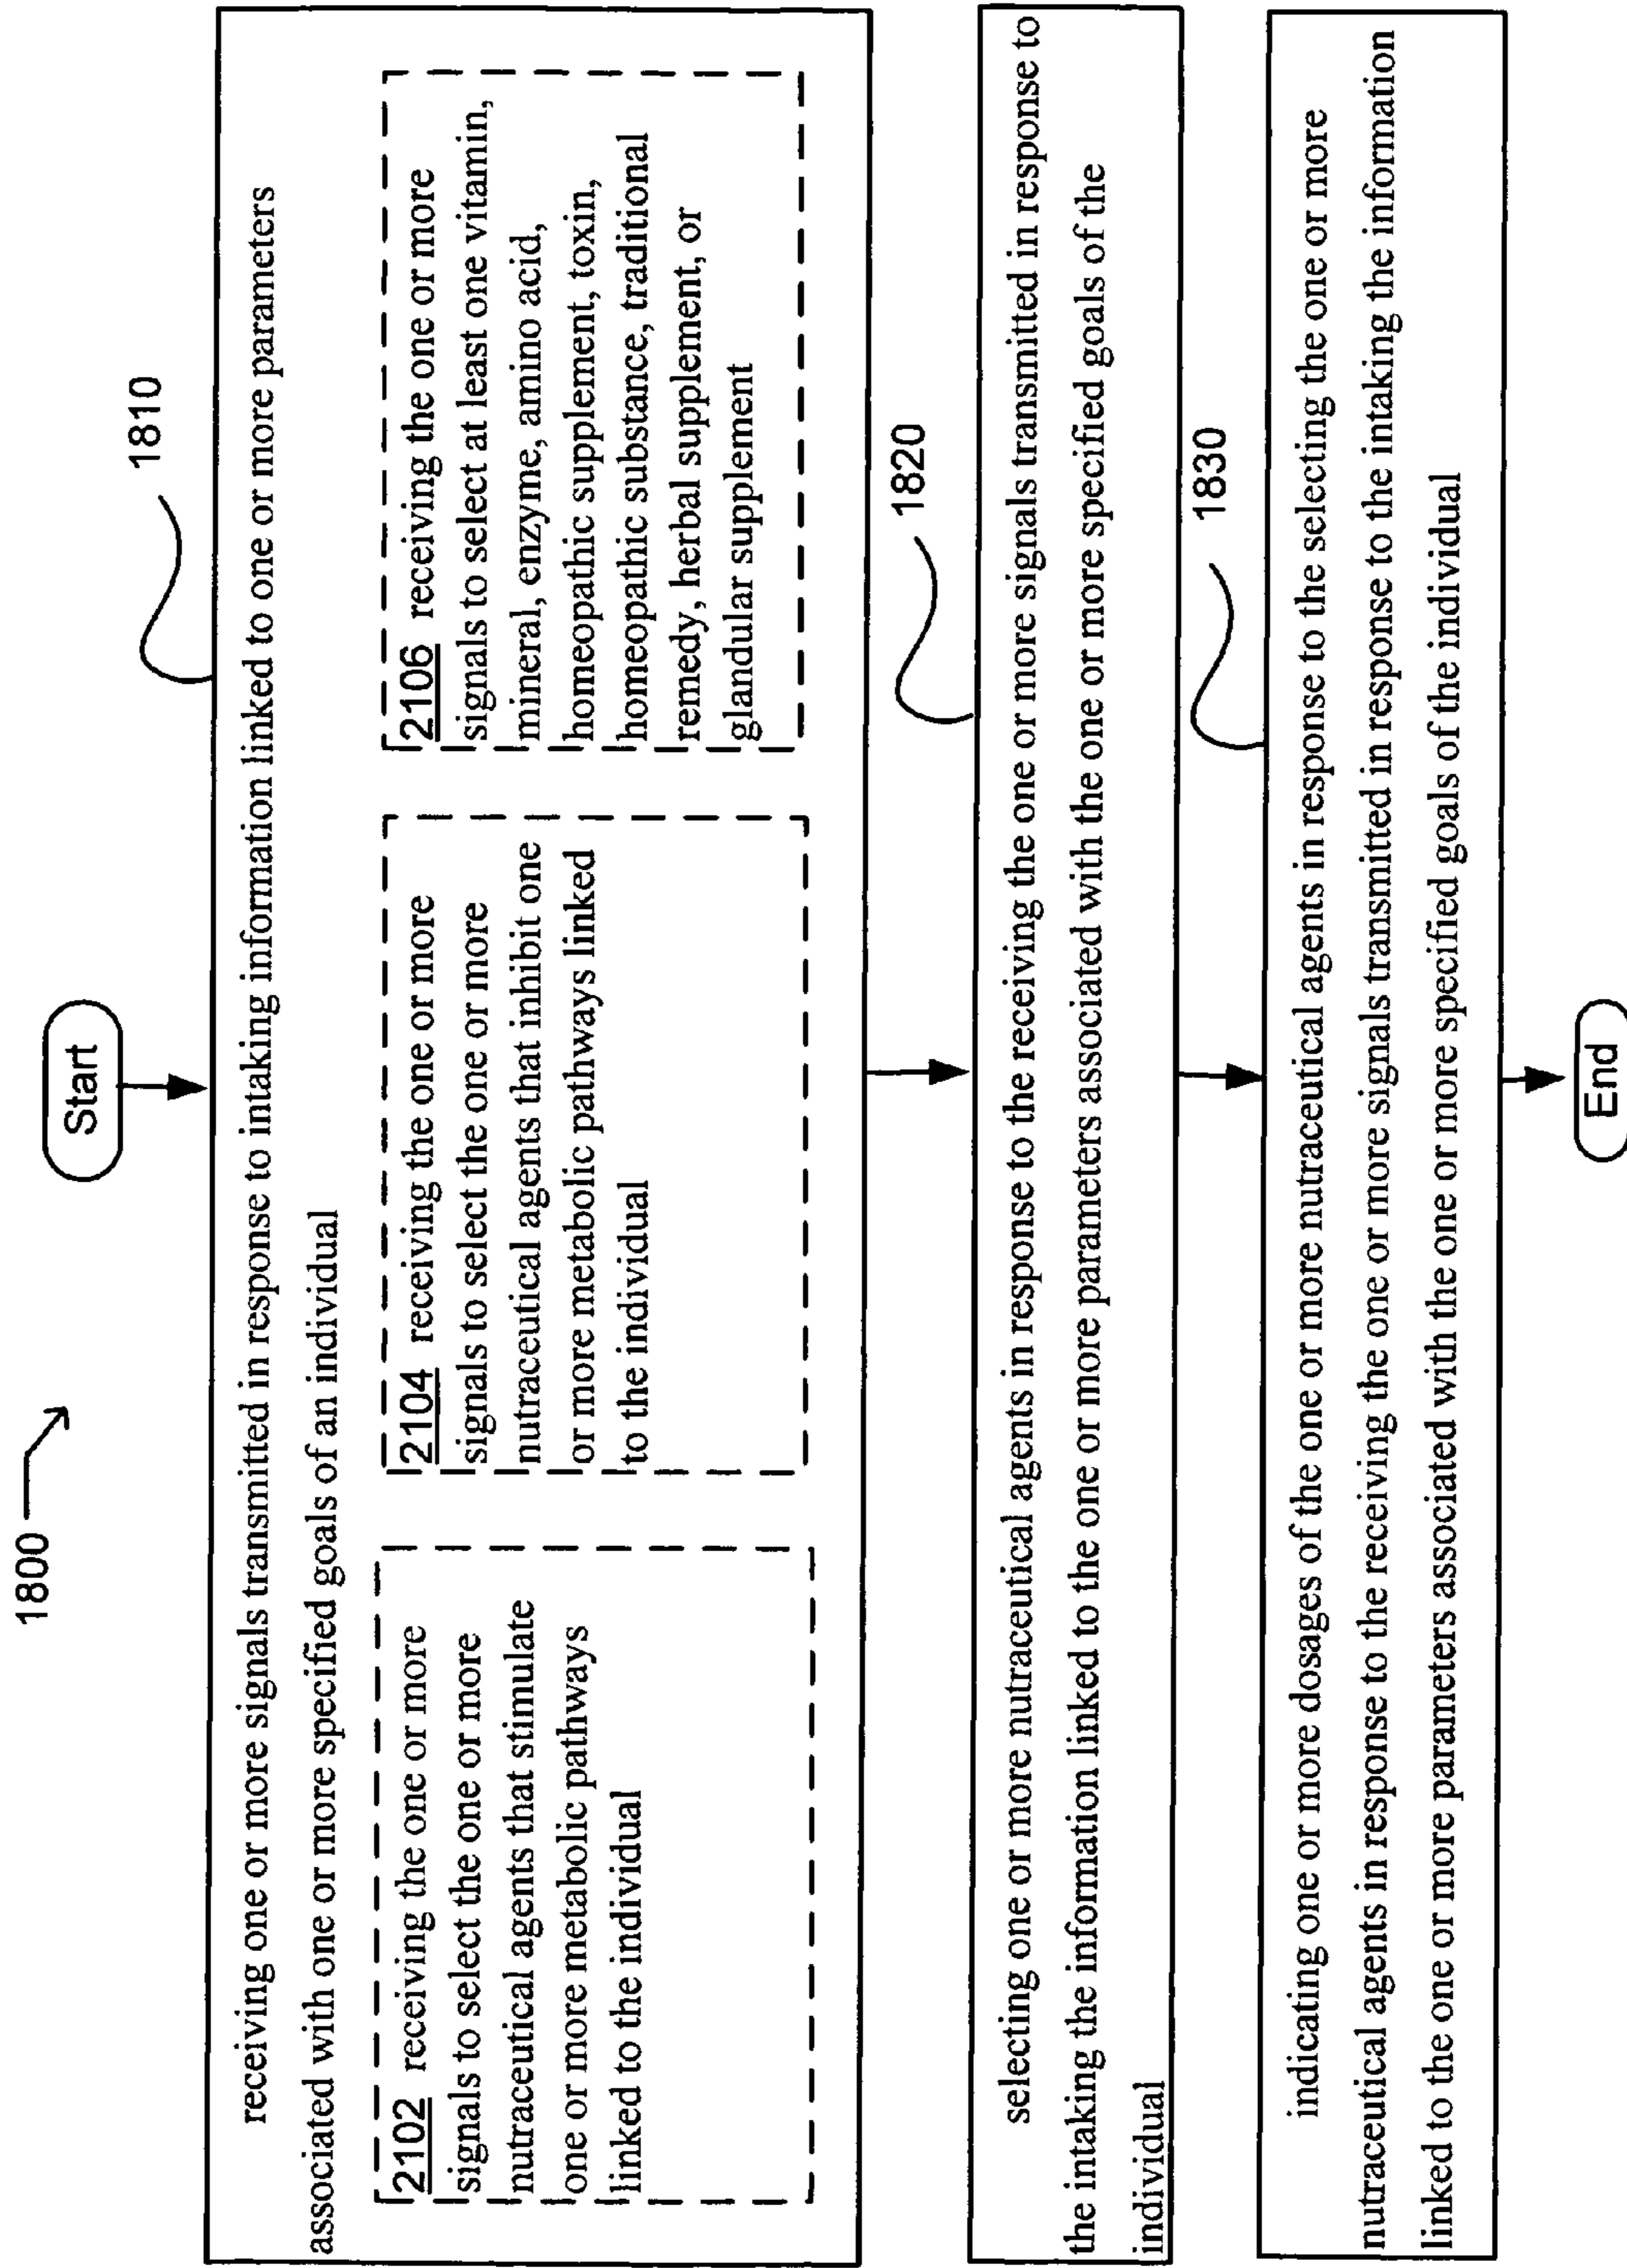 1800
Start
1810
receiving one or more signals transmitted in response to intaking information linked to one or more parameters
associated with one or more specified goals of an individual
2102 receiving the one or more
signals to select the one or more
nutraceutical agents that stimulate
one or more metabolic pathways
linked to the individual
2104 receiving the one or more
signals to select the one or more
nutraceutical agents that inhibit one
or more metabolic pathways linked
to the individual
2106 receiving the one or more
signals to select at least one vitamin,
mineral, enzyme, amino acid,
homeopathic supplement, toxin,
homeopathic substance, traditional
remedy, herbal supplement, or
glandular supplement
1820
selecting one or more nutraceutical agents in response to the receiving the one or more signals transmitted in response to
the intaking the information linked to the one or more parameters associated with the one or more specified goals of the
individual
1830
indicating one or more dosages of the one or more nutraceutical agents in response to the selecting the one or more
nutraceutical agents in response to the receiving the one or more signals transmitted in response to the intaking the information
linked to the one or more parameters associated with the one or more specified goals of the individual
End